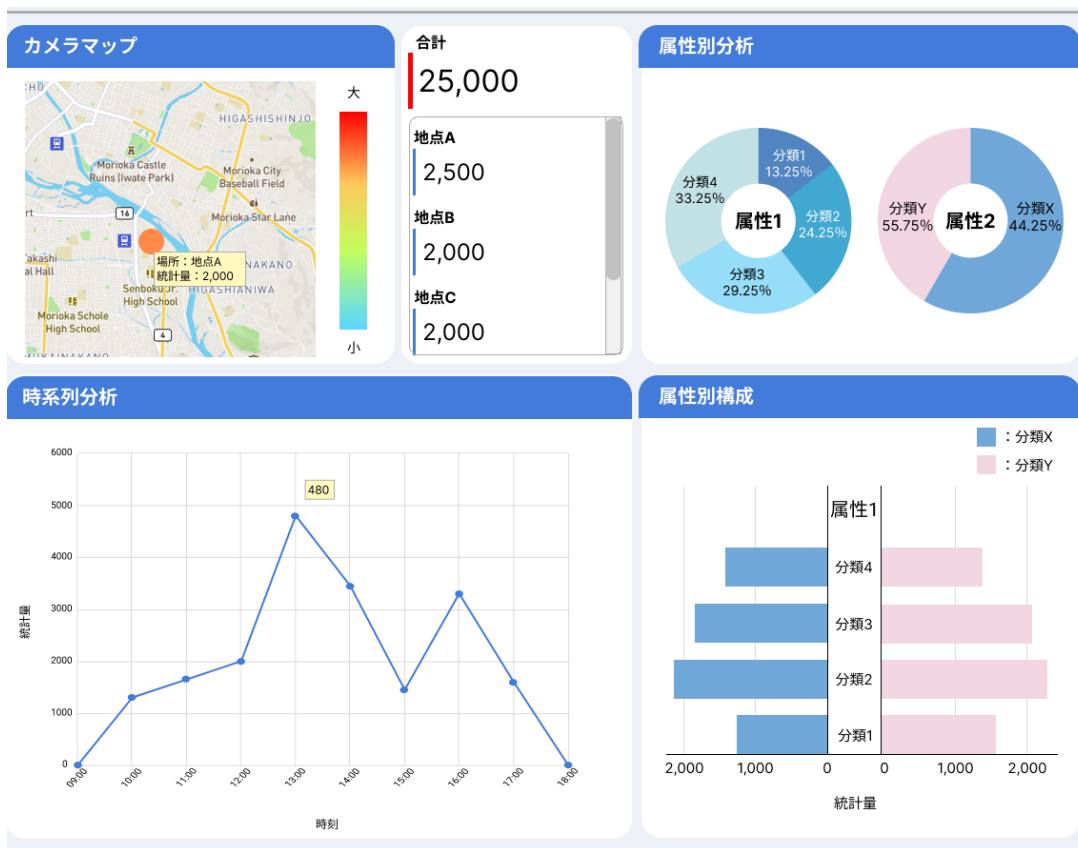 カメラマップ
HIGASHISHINJO
Morioka Castle
Ruins (Iwate Park)
Morioka City
Baseball Field
16
Morioka Star Lane
場所：地点A
統計量：2,000
NAKANO
Senboku Jr.
High School
HIGASHIANIWA
Morioka Schole
High School
4
大
小
合計
25,000
地点A
2,500
地点B
2,000
地点C
2,000
属性別分析
分類1
13.25%
分類2
24.25%
分類3
29.25%
分類4
33.25%
属性1
分類X
44.25%
分類Y
55.75%
属性2
時系列分析
6000
5000
4000
3000
2000
1000
0
統計量
480
09:00
10:00
11:00
12:00
13:00
14:00
15:00
16:00
17:00
18:00
時刻
属性別構成
：分類X
：分類Y
属性1
分類4
分類3
分類2
分類1
2,000 1,000 0 0 1,000 2,000
統計量